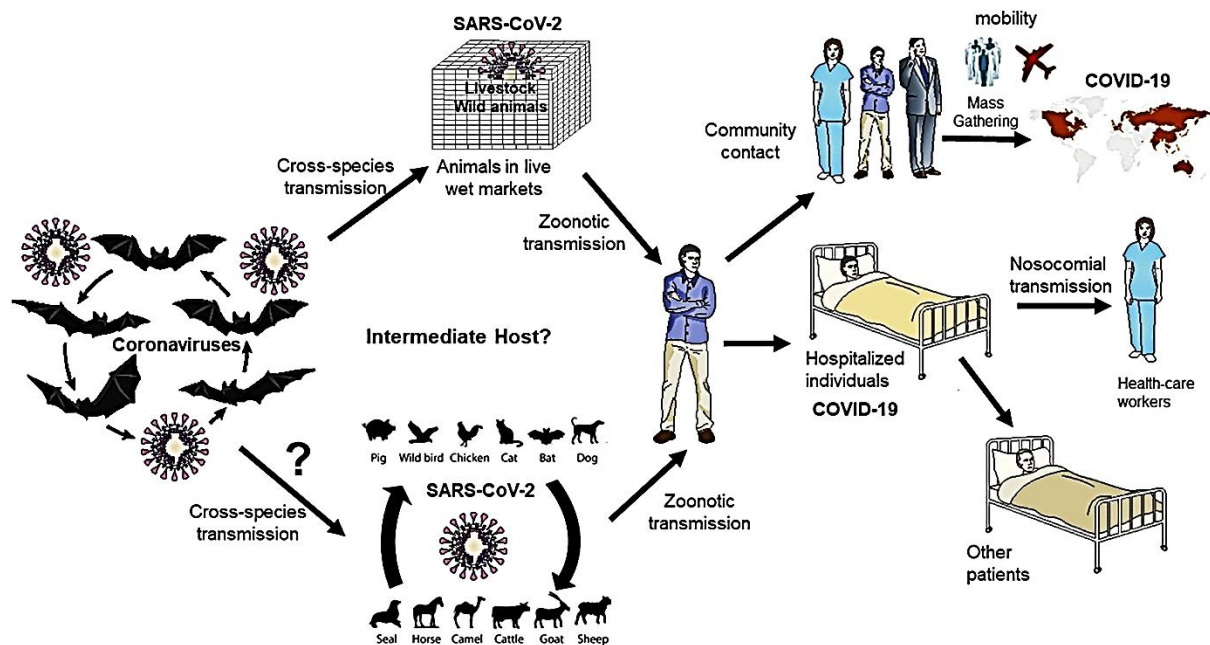 SARS-CoV-2
Livestock
Wild animals
Animals in live
wet markets
Cross-species
transmission
Coronaviruses
?
Cross-species
transmission
Intermediate Host?
Pig Wild bird Chicken Cat Bat Dog
SARS-CoV-2
Seal Horse Camel Cattle Goat Sheep
Zoonotic
transmission
Zoonotic
transmission
Community
contact
mobility
Mass
Gathering
COVID-19
Hospitalized
individuals
COVID-19
Nosocomial
transmission
Health-care
workers
Other
patients